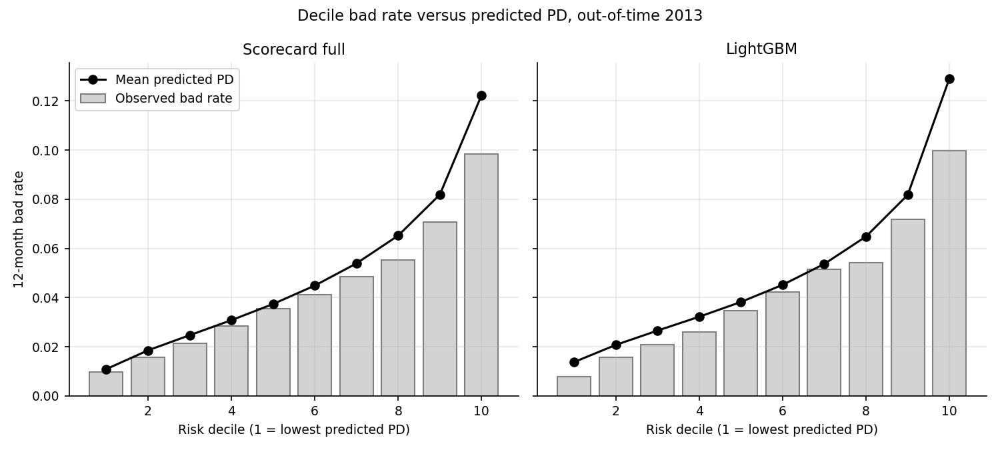 Decile bad rate versus predicted PD, out-of-time 2013
Scorecard full
Mean predicted PD
Observed bad rate
12-month bad rate
0.12
0.10
0.08
0.06
0.04
0.02
0.00
2 4 6 8 10
Risk decile (1 = lowest predicted PD)
LightGBM
2 4 6 8 10
Risk decile (1 = lowest predicted PD)